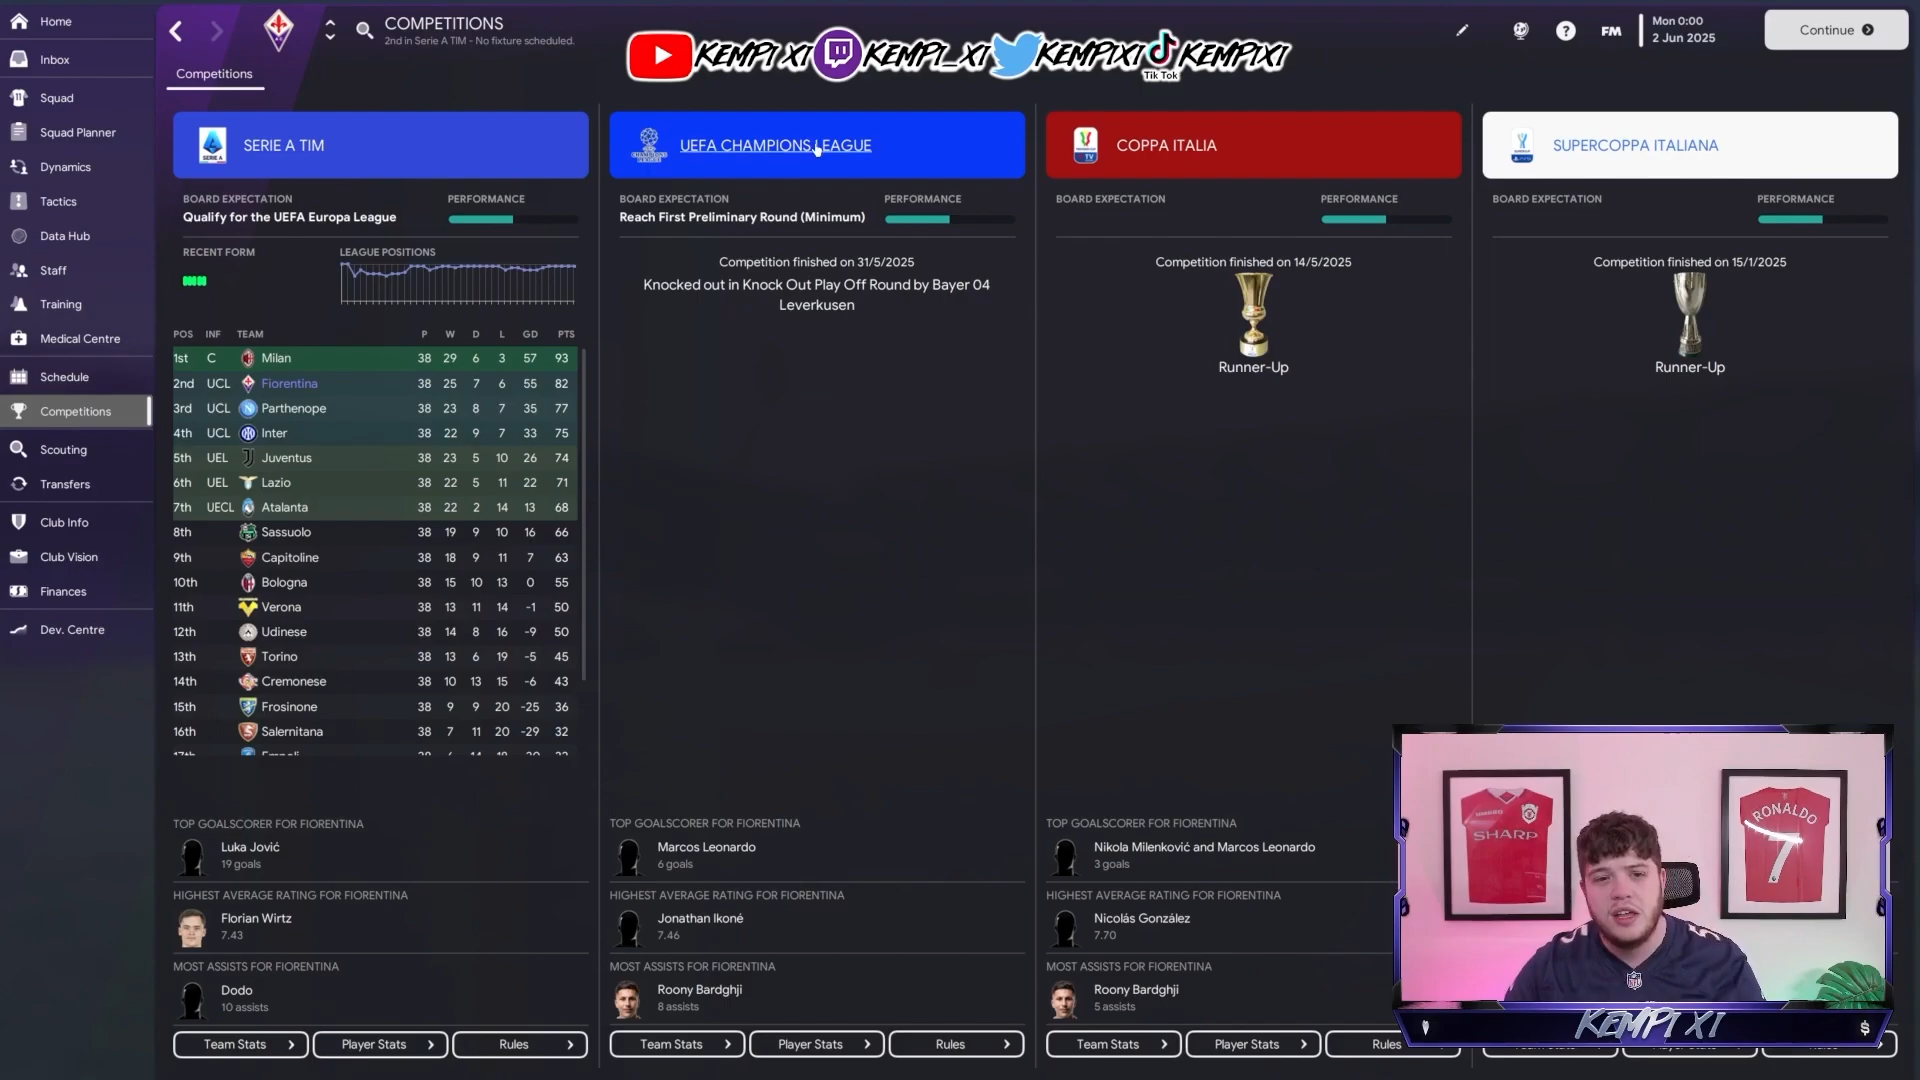 Home
Inbox
Squad
Squad Planner
Dynamics
Tactics
Data Hub
Staff
Training
Medical Centre
Schedule
Competitions
Scouting
Transfers
Club Info
Club Vision
Finances
Dev. Centre
COMPETITIONS
2nd in Serie A TIM - No fixture scheduled.
KEMPI XI KEMPI_XI KEMPIXI KEMPIXI
Tik Tok
FM
Mon 0:00
2 Jun 2025
Continue
Competitions
SERIE A TIM
BOARD EXPECTATION PERFORMANCE
Qualify for the UEFA Europa League
RECENT FORM LEAGUE POSITIONS
POS INF TEAM P W D L GD PTS
1st C Milan 38 29 6 3 57 93
2nd UCL Fiorentina 38 25 7 6 55 82
3rd UCL Parthenope 38 23 8 7 35 77
4th UCL Inter 38 22 9 7 33 75
5th UEL Juventus 38 23 5 10 26 74
6th UEL Lazio 38 22 5 11 22 71
7th UECL Atalanta 38 22 2 14 13 68
8th Sassuolo 38 19 9 10 16 66
9th Capitoline 38 18 9 11 7 63
10th Bologna 38 15 10 13 0 55
11th Verona 38 13 11 14 -1 50
12th Udinese 38 14 8 16 -9 50
13th Torino 38 13 6 19 -5 45
14th Cremonese 38 10 13 15 -6 43
15th Frosinone 38 9 9 20 -25 36
16th Salernitana 38 7 11 20 -29 32
TOP GOALSCORER FOR FIORENTINA
Luka Jović
19 goals
HIGHEST AVERAGE RATING FOR FIORENTINA
Florian Wirtz
7.43
MOST ASSISTS FOR FIORENTINA
Dodo
10 assists
Team Stats Player Stats Rules
UEFA CHAMPIONS LEAGUE
BOARD EXPECTATION PERFORMANCE
Reach First Preliminary Round (Minimum)
Competition finished on 31/5/2025
Knocked out in Knock Out Play Off Round by Bayer 04
Leverkusen
TOP GOALSCORER FOR FIORENTINA
Marcos Leonardo
6 goals
HIGHEST AVERAGE RATING FOR FIORENTINA
Jonathan Ikoné
7.46
MOST ASSISTS FOR FIORENTINA
Roony Bardghji
8 assists
Team Stats Player Stats Rules
COPPA ITALIA
BOARD EXPECTATION PERFORMANCE
Competition finished on 14/5/2025
Runner-Up
TOP GOALSCORER FOR FIORENTINA
Nikola Milenković and Marcos Leonardo
3 goals
HIGHEST AVERAGE RATING FOR FIORENTINA
Nicolás González
7.70
MOST ASSISTS FOR FIORENTINA
Roony Bardghji
5 assists
Team Stats Player Stats Rules
SUPERCOPPA ITALIANA
BOARD EXPECTATION PERFORMANCE
Competition finished on 15/1/2025
Runner-Up
SHARP
RONALDO
7
KEMPI XI